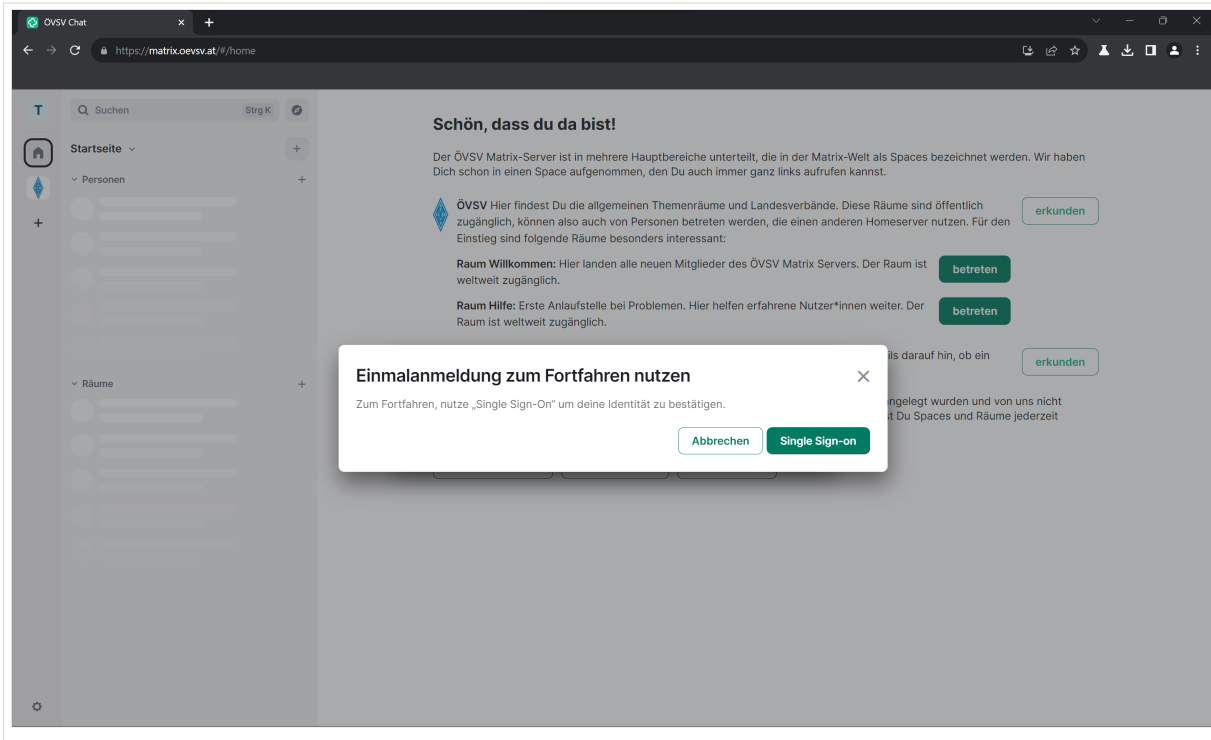 ÖVSV Chat
https://matrix.oevsv.at/#/home
T
Suchen
Strg K
Startseite
Personen
Räume
Schön, dass du da bist!
Der ÖVSV Matrix-Server ist in mehrere Hauptbereiche unterteilt, die in der Matrix-Welt als Spaces bezeichnet werden. Wir haben
Dich schon in einen Space aufgenommen, den Du auch immer ganz links aufrufen kannst.
ÖVSV Hier findest Du die allgemeinen Themenräume und Landesverbände. Diese Räume sind öffentlich
zugänglich, können also auch von Personen betreten werden, die einen anderen Homeserver nutzen. Für den
Einstieg sind folgende Räume besonders interessant:
erkunden
Raum Willkommen: Hier landen alle neuen Mitglieder des ÖVSV Matrix Servers. Der Raum ist
weltweit zugänglich.
betreten
Raum Hilfe: Erste Anlaufstelle bei Problemen. Hier helfen erfahrene Nutzer*innen weiter. Der
Raum ist weltweit zugänglich.
betreten
ils darauf hin, ob ein
erkunden
ngelegt wurden und von uns nicht
st Du Spaces und Räume jederzeit
Einmalanmeldung zum Fortfahren nutzen
Zum Fortfahren, nutze „Single Sign-On“ um deine Identität zu bestätigen.
Abbrechen
Single Sign-on